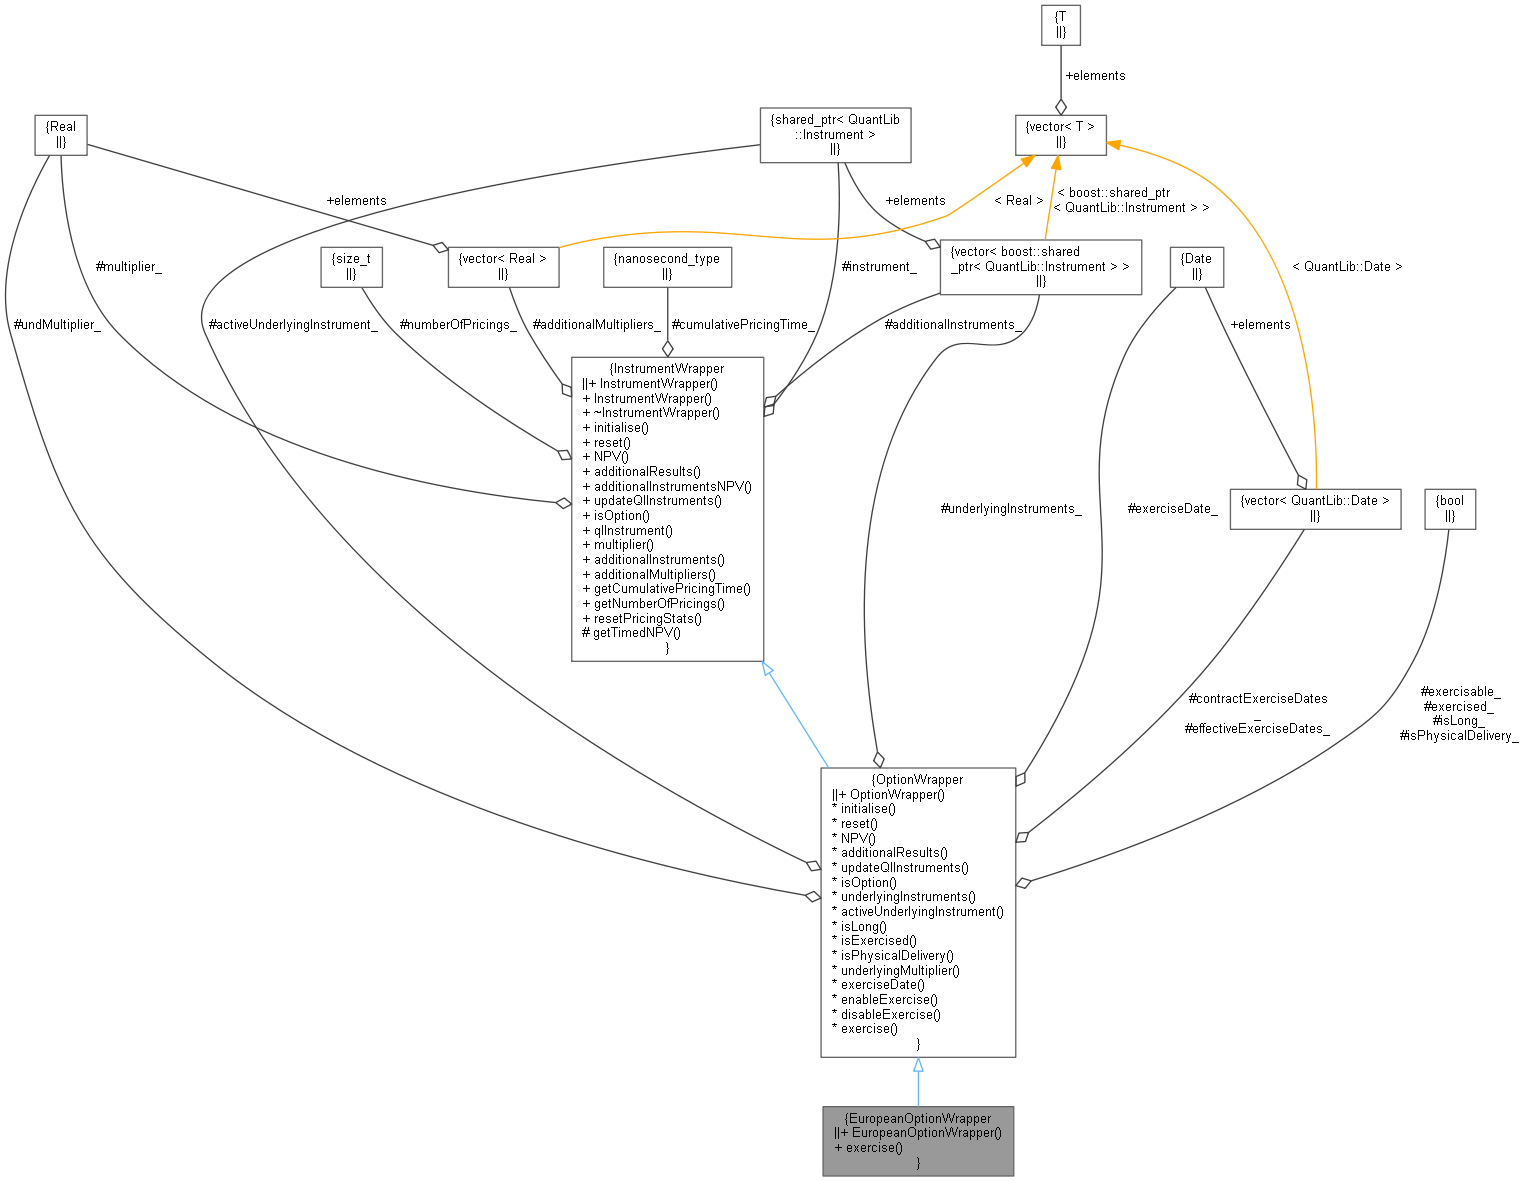 {T
||}
+elements
{Real
||}
{shared_ptr< QuantLib
::Instrument >
||}
{vector< T >
||}
+elements
+elements
< Real >
< boost::shared_ptr
< QuantLib::Instrument > >
#multiplier_
{size_t
||}
{vector< Real >
||}
{nanosecond_type
||}
#instrument_
{vector< boost::shared
_ptr< QuantLib::Instrument > >
||}
{Date
||}
< QuantLib::Date >
#undMultiplier_
#activeUnderlyingInstrument_
#numberOfPricings_
#additionalMultipliers_
#cumulativePricingTime_
#additionalInstruments_
+elements
{InstrumentWrapper
||+ InstrumentWrapper()
+ InstrumentWrapper()
+ ~InstrumentWrapper()
+ initialise()
+ reset()
+ NPV()
+ additionalResults()
+ additionalInstrumentsNPV()
+ updateQlInstruments()
+ isOption()
+ qlInstrument()
+ multiplier()
+ additionalInstruments()
+ additionalMultipliers()
+ getCumulativePricingTime()
+ getNumberOfPricings()
+ resetPricingStats()
# getTimedNPV()
}
#underlyingInstruments_
#exerciseDate_
{vector< QuantLib::Date >
||}
{bool
||}
#contractExerciseDates
_
#effectiveExerciseDates_
#exercisable_
#exercised_
#isLong_
#isPhysicalDelivery_
{OptionWrapper
||+ OptionWrapper()
* initialise()
* reset()
* NPV()
* additionalResults()
* updateQlInstruments()
* isOption()
* underlyingInstruments()
* activeUnderlyingInstrument()
* isLong()
* isExercised()
* isPhysicalDelivery()
* underlyingMultiplier()
* exerciseDate()
* enableExercise()
* disableExercise()
* exercise()
}
{EuropeanOptionWrapper
||+ EuropeanOptionWrapper()
+ exercise()
}